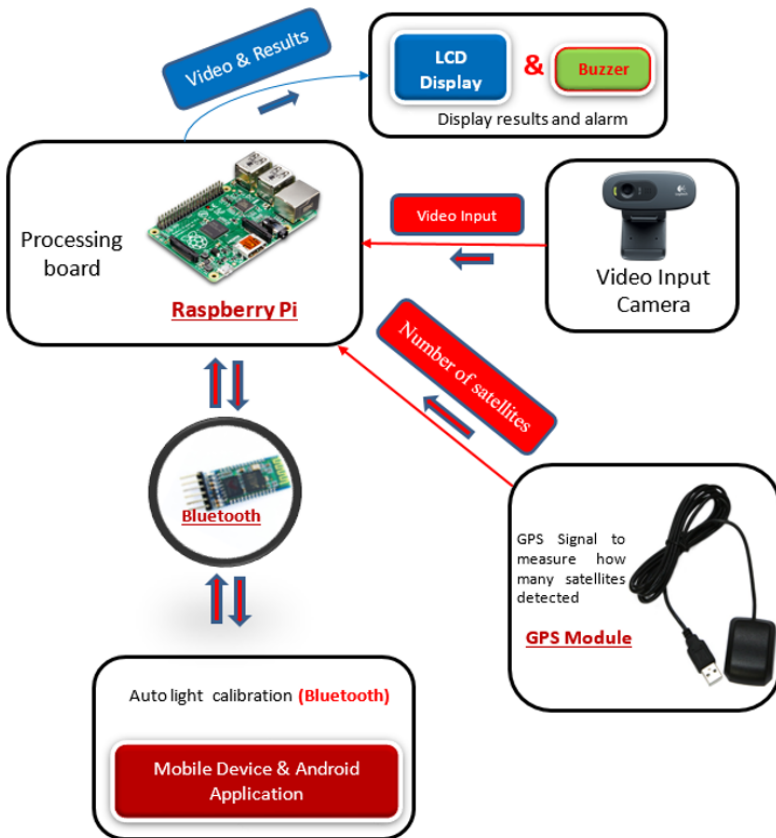 Video & Results
LCD
Display
&
Buzzer
Display results and alarm
Processing
board
Raspberry Pi
Video Input
Video Input
Camera
Number of satellites
Bluetooth
GPS Signal to
measure how
many satellites
detected
GPS Module
Auto light calibration (Bluetooth)
Mobile Device & Android
Application